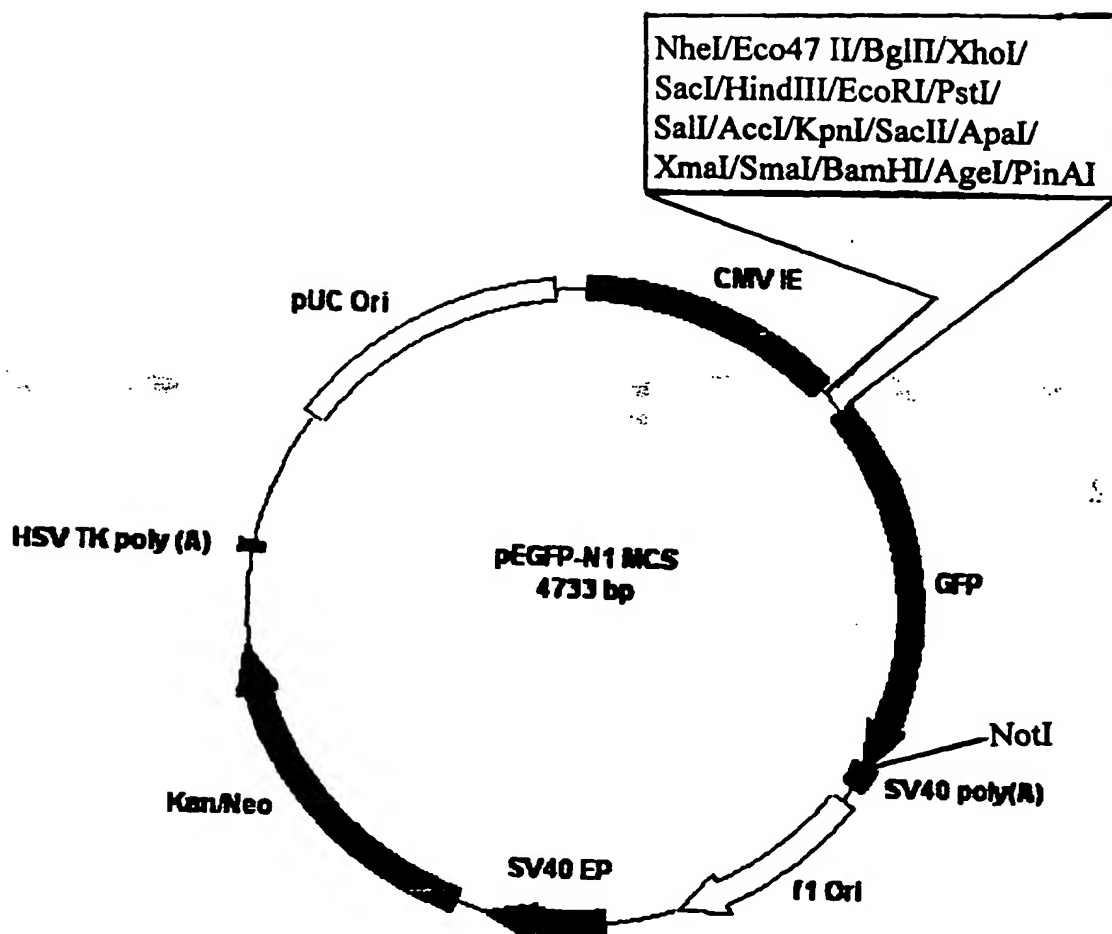 NheI/Eco47 II/BglII/XhoI/
SacI/HindIII/EcoRI/PstI/
SalI/AccI/KpnI/SacII/ApaI/
XmaI/SmaI/BamHI/AgeI/PinAI
CMV IE
pUC Ori
HSV TK poly (A)
pEGFP-N1 MCS
4733 bp
GFP
NotI
SV40 poly(A)
Kan/Neo
SV40 EP
f1 Ori